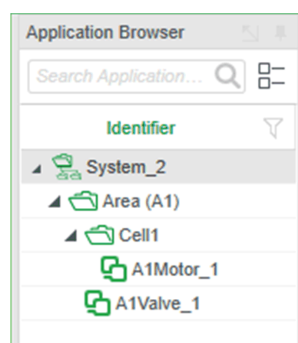 Application Browser
Search Application...
Identifier
System_2
Area (A1)
Cell1
A1Motor_1
A1Valve_1